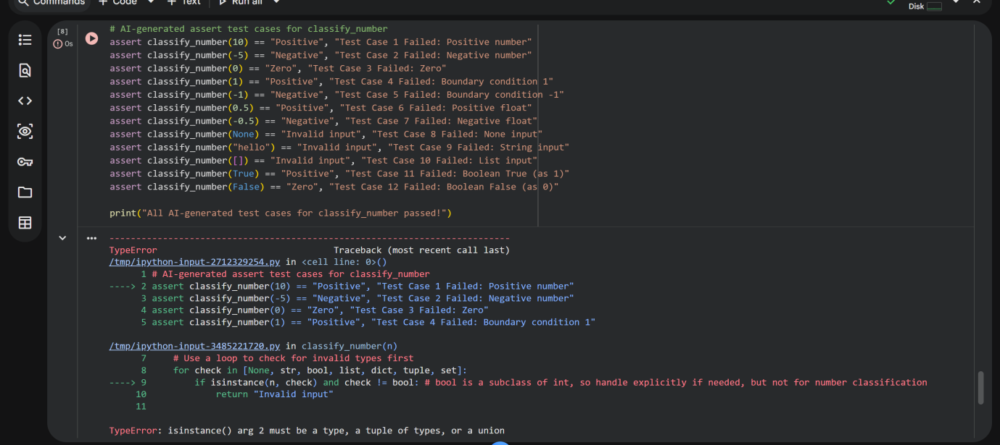 Commands + Code + Text Run all
Disk
[8]
0s
# AI-generated assert test cases for classify_number
assert classify_number(10) == "Positive", "Test Case 1 Failed: Positive number"
assert classify_number(-5) == "Negative", "Test Case 2 Failed: Negative number"
assert classify_number(0) == "Zero", "Test Case 3 Failed: Zero"
assert classify_number(1) == "Positive", "Test Case 4 Failed: Boundary condition 1"
assert classify_number(-1) == "Negative", "Test Case 5 Failed: Boundary condition -1"
assert classify_number(0.5) == "Positive", "Test Case 6 Failed: Positive float"
assert classify_number(-0.5) == "Negative", "Test Case 7 Failed: Negative float"
assert classify_number(None) == "Invalid input", "Test Case 8 Failed: None input"
assert classify_number("hello") == "Invalid input", "Test Case 9 Failed: String input"
assert classify_number([]) == "Invalid input", "Test Case 10 Failed: List input"
assert classify_number(True) == "Positive", "Test Case 11 Failed: Boolean True (as 1)"
assert classify_number(False) == "Zero", "Test Case 12 Failed: Boolean False (as 0)"
print("All AI-generated test cases for classify_number passed!")
---------------------------------------------------------------------------
TypeError Traceback (most recent call last)
/tmp/ipython-input-2712329254.py in <cell line: 0>()
1 # AI-generated assert test cases for classify_number
----> 2 assert classify_number(10) == "Positive", "Test Case 1 Failed: Positive number"
3 assert classify_number(-5) == "Negative", "Test Case 2 Failed: Negative number"
4 assert classify_number(0) == "Zero", "Test Case 3 Failed: Zero"
5 assert classify_number(1) == "Positive", "Test Case 4 Failed: Boundary condition 1"
/tmp/ipython-input-3485221720.py in classify_number(n)
7 # Use a loop to check for invalid types first
8 for check in [None, str, bool, list, dict, tuple, set]:
----> 9 if isinstance(n, check) and check != bool: # bool is a subclass of int, so handle explicitly if needed, but not for number classification
10 return "Invalid input"
11
TypeError: isinstance() arg 2 must be a type, a tuple of types, or a union